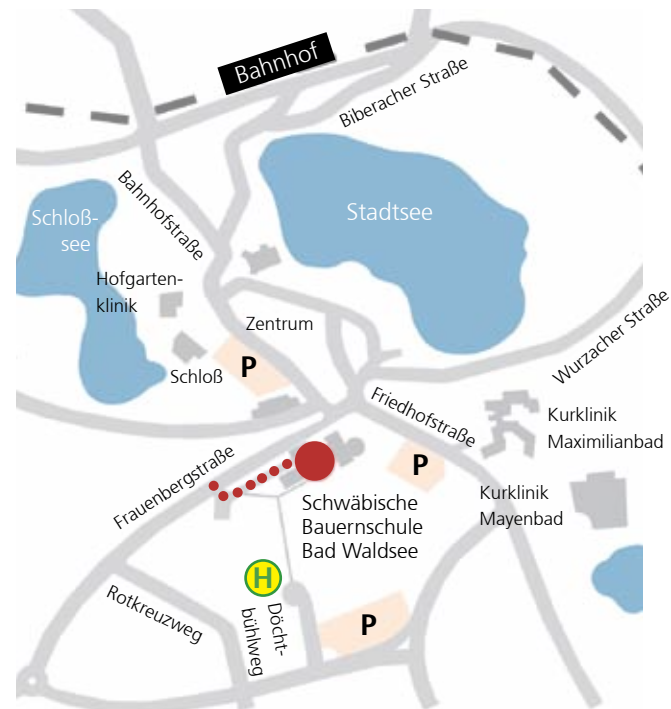 Bahnhof
Biberacher Straße
Bahnhofstraße
Stadtsee
Schloß-
see
Hofgarten-
klinik
Zentrum
Wurzacher Straße
P
Schloß
Friedhofstraße
Kurklinik
Maximilianbad
Frauenbergstraße
P
Kurklinik
Mayenbad
Schwäbische
Bauernschule
Bad Waldsee
H
Rotkreuzweg
Döcht-
bühlweg
P